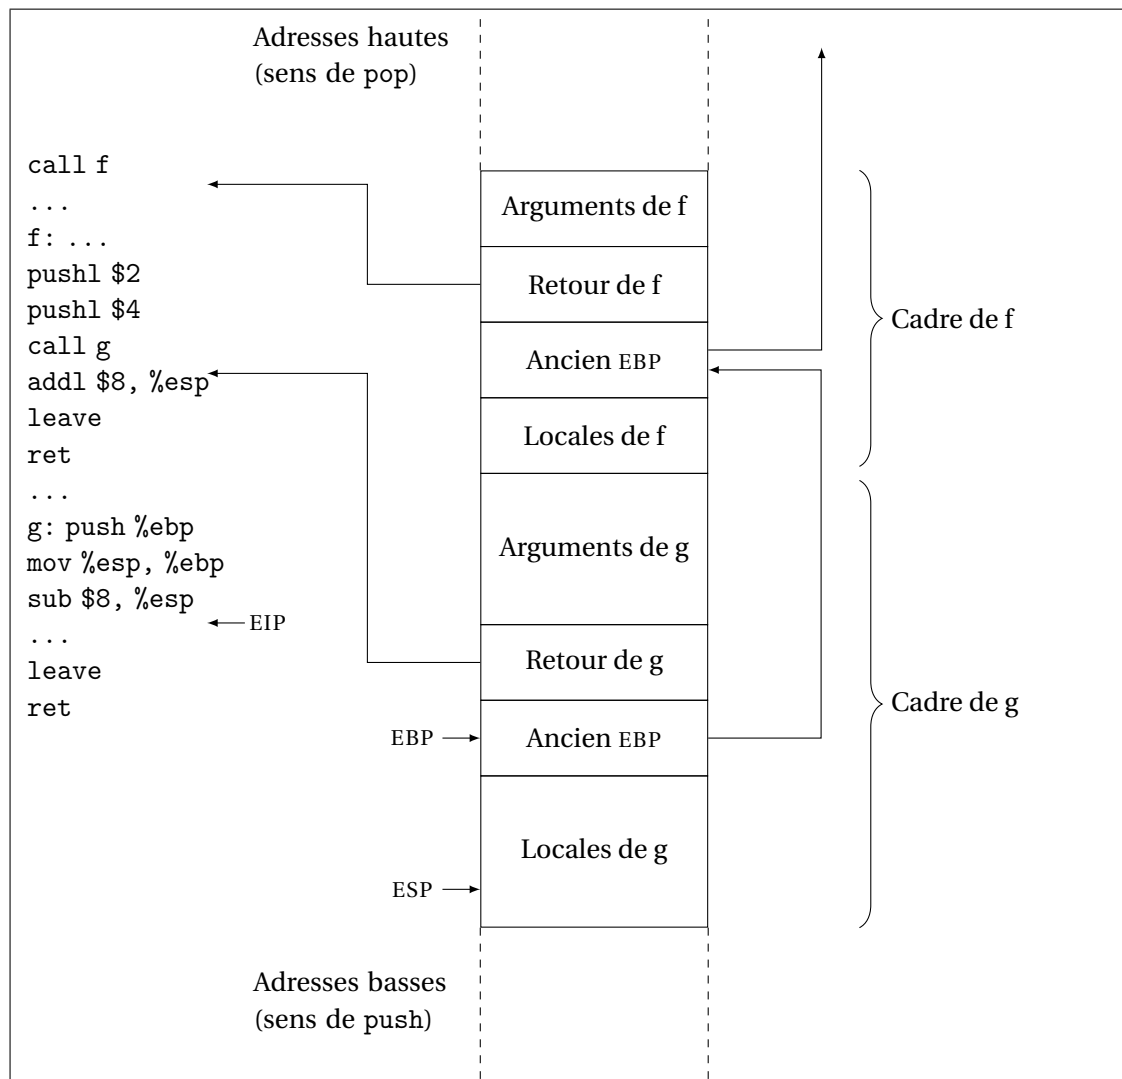 Adresses hautes
(sens de pop)
call f
...
f: ...
pushl $2
pushl $4
call g
addl $8, %esp
leave
ret
...
g: push %ebp
mov %esp, %ebp
sub $8, %esp
...
leave
ret
EIP
Arguments de f
Retour de f
Ancien EBP
Locales de f
Arguments de g
Retour de g
EBP
Ancien EBP
Locales de g
ESP
Cadre de f
Cadre de g
Adresses basses
(sens de push)